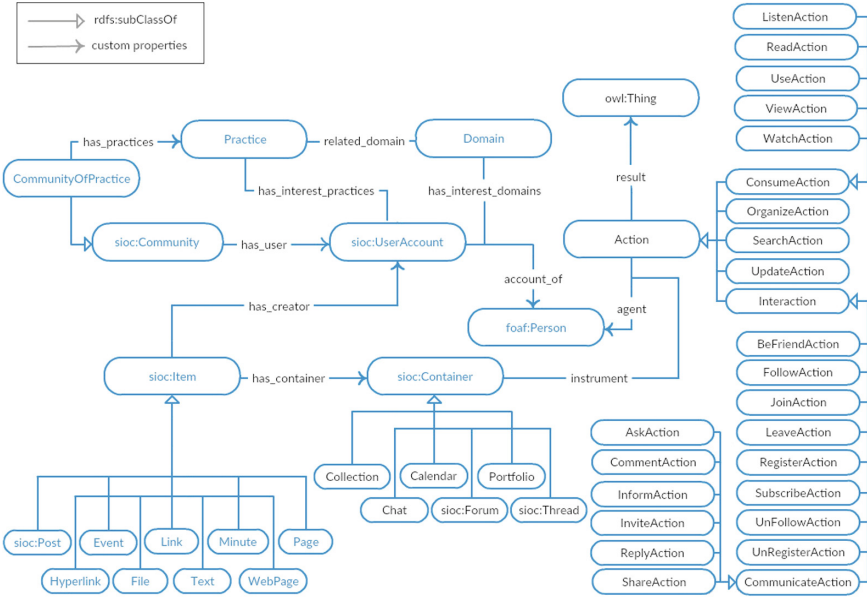 rdfs:subClassOf
custom properties
ListenAction
ReadAction
UseAction
ViewAction
WatchAction
owl:Thing
has_practices
Practice
related_domain
Domain
CommunityOfPractice
has_interest_practices
has_interest_domains
result
ConsumeAction
OrganizeAction
SearchAction
UpdateAction
Interaction
sioc:Community
has_user
sioc:UserAccount
Action
account_of
has_creator
agent
foaf:Person
sioc:Item
has_container
sioc:Container
instrument
BeFriendAction
FollowAction
JoinAction
LeaveAction
RegisterAction
SubscribeAction
UnFollowAction
UnRegisterAction
CommunicateAction
AskAction
CommentAction
InformAction
InviteAction
ReplyAction
ShareAction
Collection
Calendar
Portfolio
Chat
sioc:Forum
sioc:Thread
sioc:Post
Event
Link
Minute
Page
Hyperlink
File
Text
WebPage